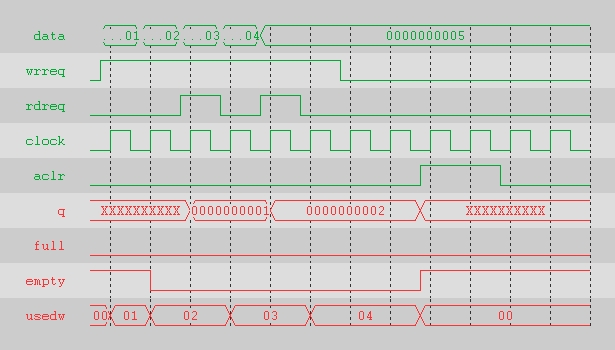 data ...01 ...02 ...03 ...04 0000000005
wrreq
rdreq
clock
aclr
q XXXXXXXXXX 0000000001 0000000002 XXXXXXXXXX
full
empty
usedw 00 01 02 03 04 00